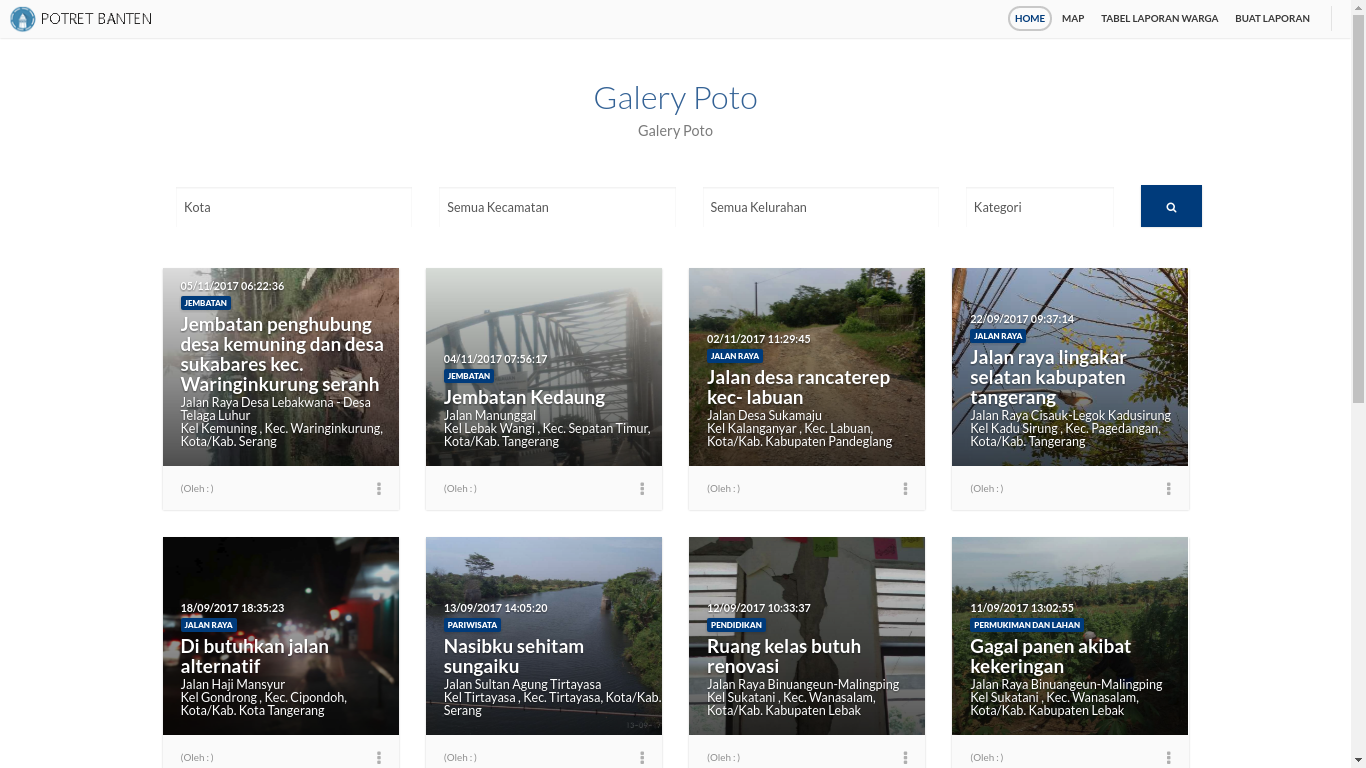 POTRET BANTEN
HOME
MAP
TABEL LAPORAN WARGA
BUAT LAPORAN
Galery Poto
Galery Poto
Kota
Semua Kecamatan
Semua Kelurahan
Kategori
05/11/2017 06:22:36
JEMBATAN
Jembatan penghubung
desa kemuning dan desa
sukabares kec.
Waringinkurung seranh
Jalan Raya Desa Lebakwana - Desa
Telaga Luhur
Kel Kemuning , Kec. Waringinkurung,
Kota/Kab. Serang
(Oleh : )
04/11/2017 07:56:17
JEMBATAN
Jembatan Kedaung
Jalan Manunggal
Kel Lebak Wangi , Kec. Sepatan Timur,
Kota/Kab. Tangerang
(Oleh : )
02/11/2017 11:29:45
JALAN RAYA
Jalan desa rancaterep
kec- labuan
Jalan Desa Sukamaju
Kel Kalanganyar , Kec. Labuan,
Kota/Kab. Kabupaten Pandeglang
(Oleh : )
22/09/2017 09:37:14
JALAN RAYA
Jalan raya lingakar
selatan kabupaten
tangerang
Jalan Raya Cisauk-Legok Kadusirung
Kel Kadu Sirung , Kec. Pagedangan,
Kota/Kab. Tangerang
(Oleh : )
18/09/2017 18:35:23
JALAN RAYA
Di butuhkan jalan
alternatif
Jalan Haji Mansyur
Kel Gondrong , Kec. Cipondoh,
Kota/Kab. Kota Tangerang
(Oleh : )
13/09/2017 14:05:20
PARIWISATA
Nasibku sehitam
sungaiku
Jalan Sultan Agung Tirtayasa
Kel Tirtayasa , Kec. Tirtayasa, Kota/Kab.
Serang
(Oleh : )
12/09/2017 10:33:37
PENDIDIKAN
Ruang kelas butuh
renovasi
Jalan Raya Binuangeun-Malingping
Kel Sukatani , Kec. Wanasalam,
Kota/Kab. Kabupaten Lebak
(Oleh : )
11/09/2017 13:02:55
PERMUKIMAN DAN LAHAN
Gagal panen akibat
kekeringan
Jalan Raya Binuangeun-Malingping
Kel Sukatani , Kec. Wanasalam,
Kota/Kab. Kabupaten Lebak
(Oleh : )